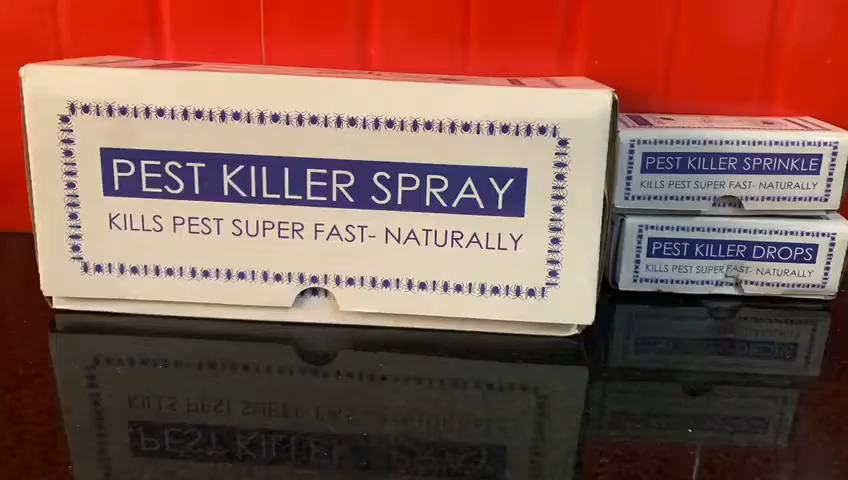 PEST KILLER SPRAY
KILLS PEST SUPER FAST- NATURALLY
PEST KILLER SPRINKLE
KILLS PEST SUPER FAST- NATURALLY
PEST KILLER DROPS
KILLS PEST SUPER FAST- NATURALLY